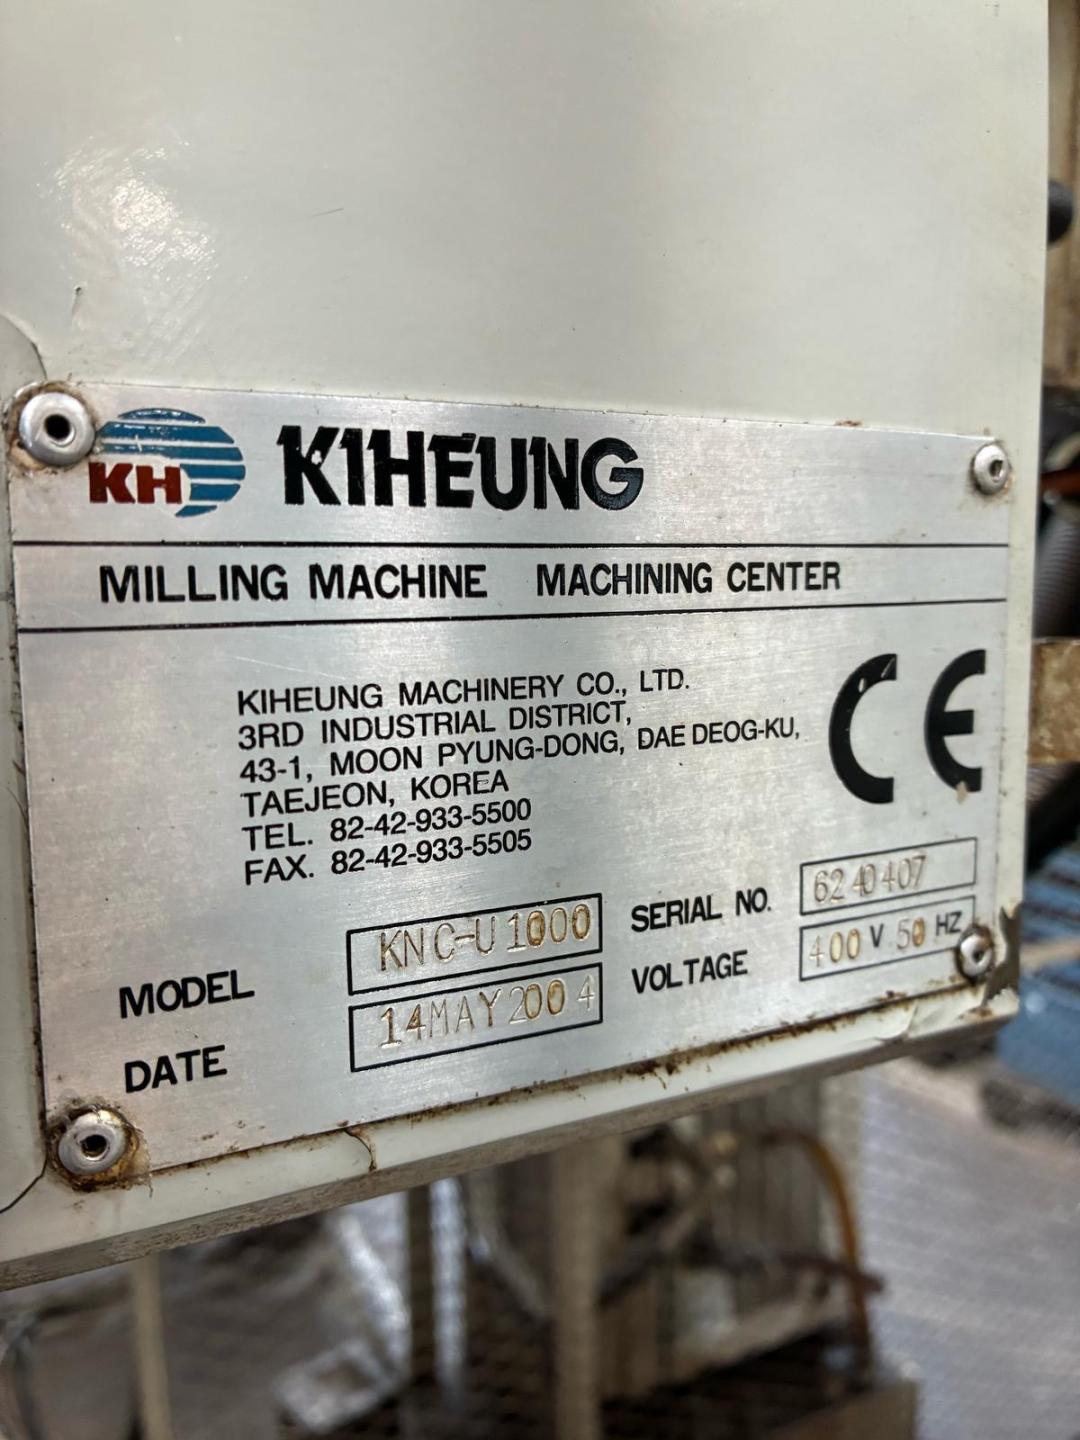 KH KIHEUNG
MILLING MACHINE MACHINING CENTER
KIHEUNG MACHINERY CO., LTD.
3RD INDUSTRIAL DISTRICT,
43-1, MOON PYUNG-DONG, DAE DEOG-KU,
TAEJEON, KOREA
TEL. 82-42-933-5500
FAX. 82-42-933-5505
CE
MODEL KNC-U1000 SERIAL NO. 6240407
DATE 14MAY2004 VOLTAGE 400 V 50 HZ